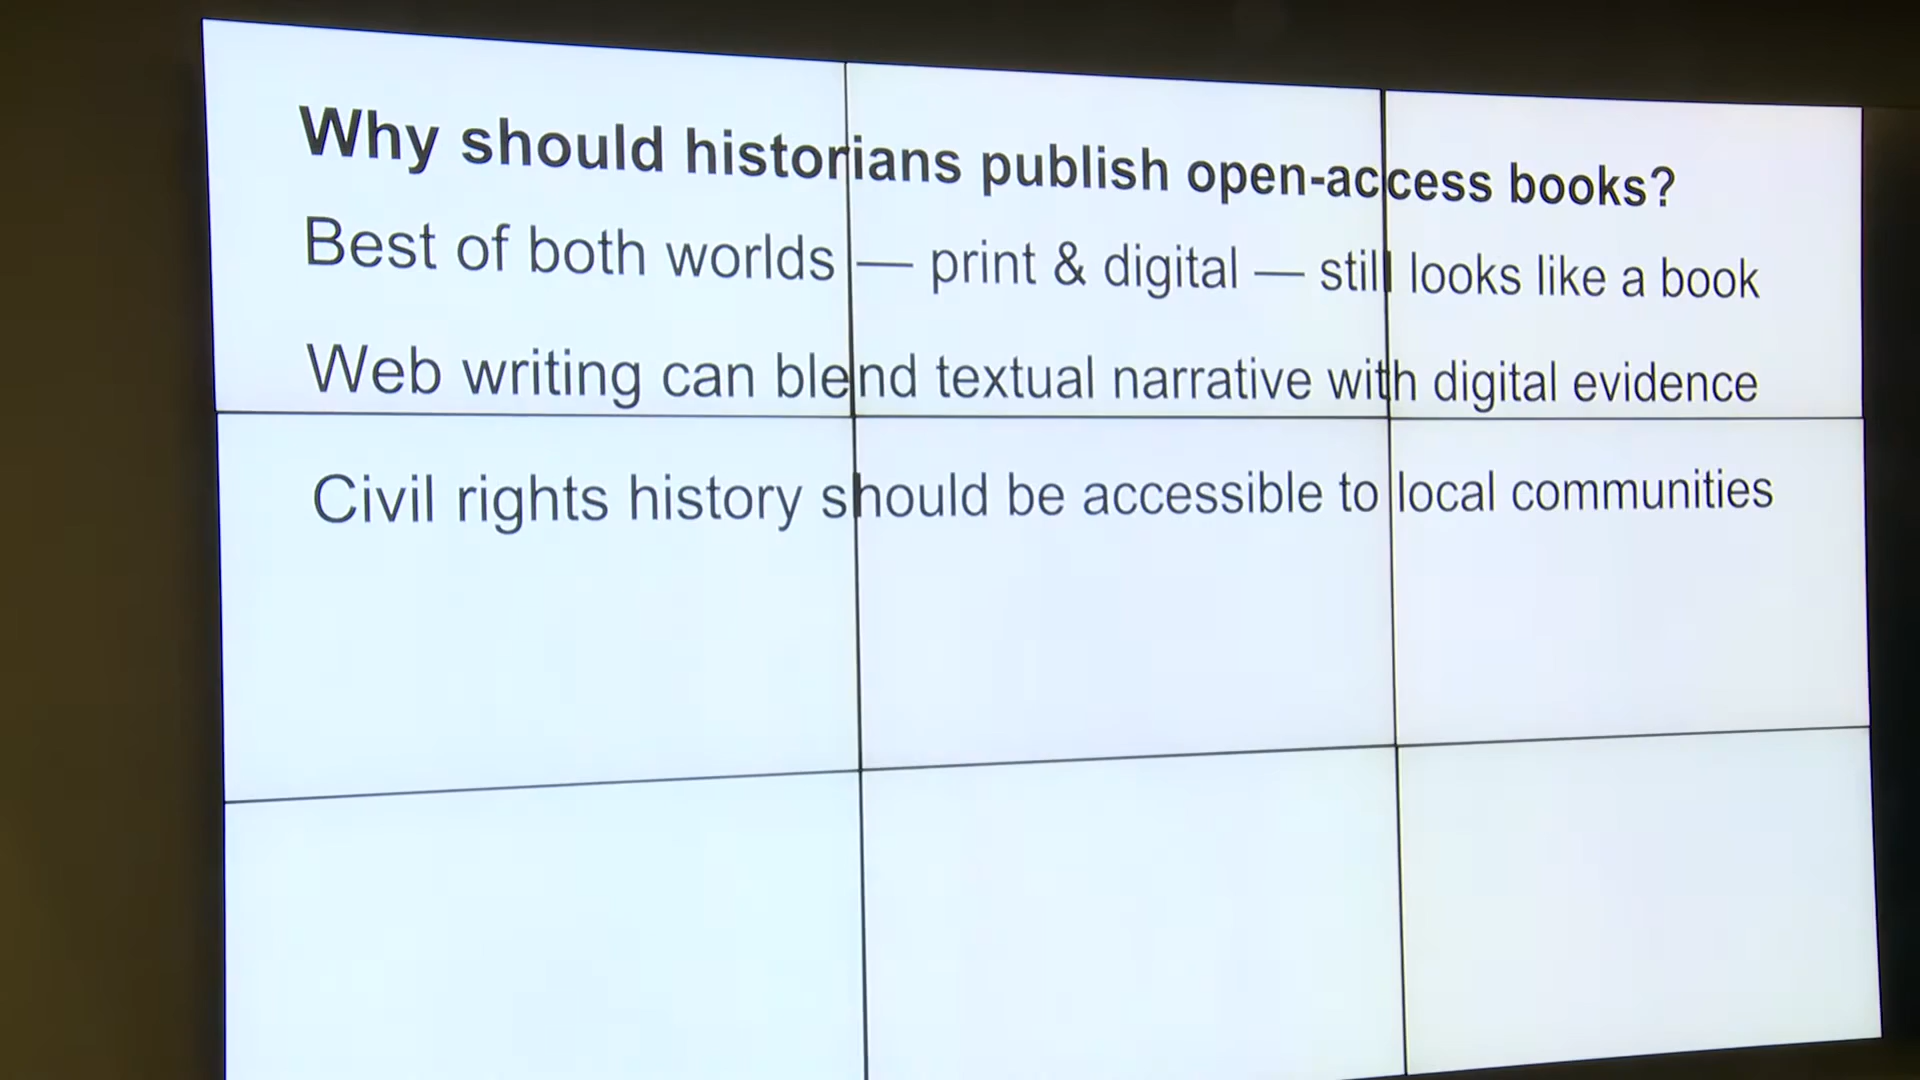 Why should historians publish open-access books?
Best of both worlds — print & digital — still looks like a book
Web writing can blend textual narrative with digital evidence
Civil rights history should be accessible to local communities